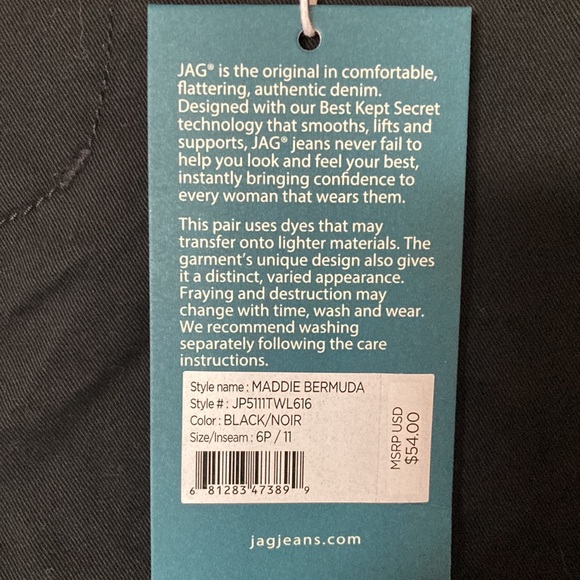 JAG® is the original in comfortable,
flattering, authentic denim.
Designed with our Best Kept Secret
technology that smooths, lifts and
supports, JAG® jeans never fail to
help you look and feel your best,
instantly bringing confidence to
every woman that wears them.
This pair uses dyes that may
transfer onto lighter materials. The
garment's unique design also gives
it a distinct, varied appearance.
Fraying and destruction may
change with time, wash and wear.
We recommend washing
separately following the care
instructions.
Style name : MADDIE BERMUDA
Style # : JP5111TWL616
Color : BLACK/NOIR
Size/Inseam : 6P / 11
MSRP USD
$54.00
6 81283 47389 9
jagjeans.com